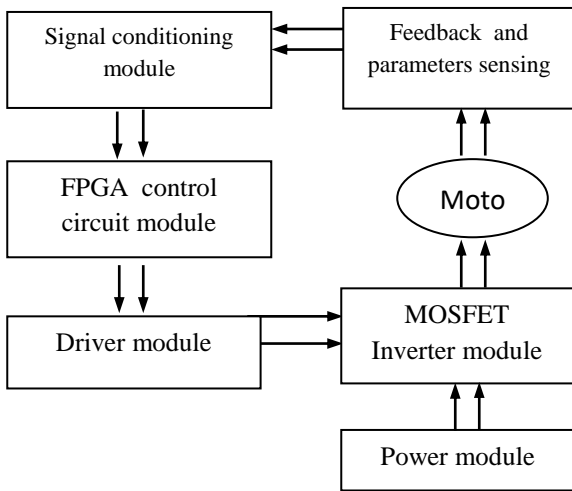 Signal conditioning
module
Feedback and
parameters sensing
FPGA control
circuit module
Moto
Driver module
MOSFET
Inverter module
Power module